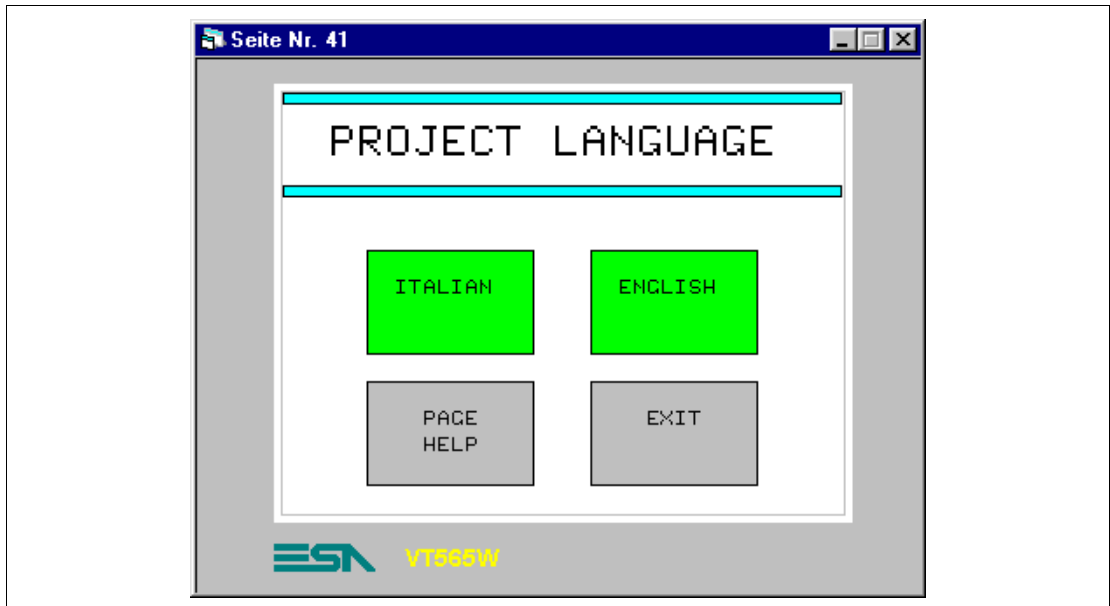 Seite Nr. 41
PROJECT LANGUAGE
ITALIAN
ENGLISH
PAGE
HELP
EXIT
ESA
VT565W